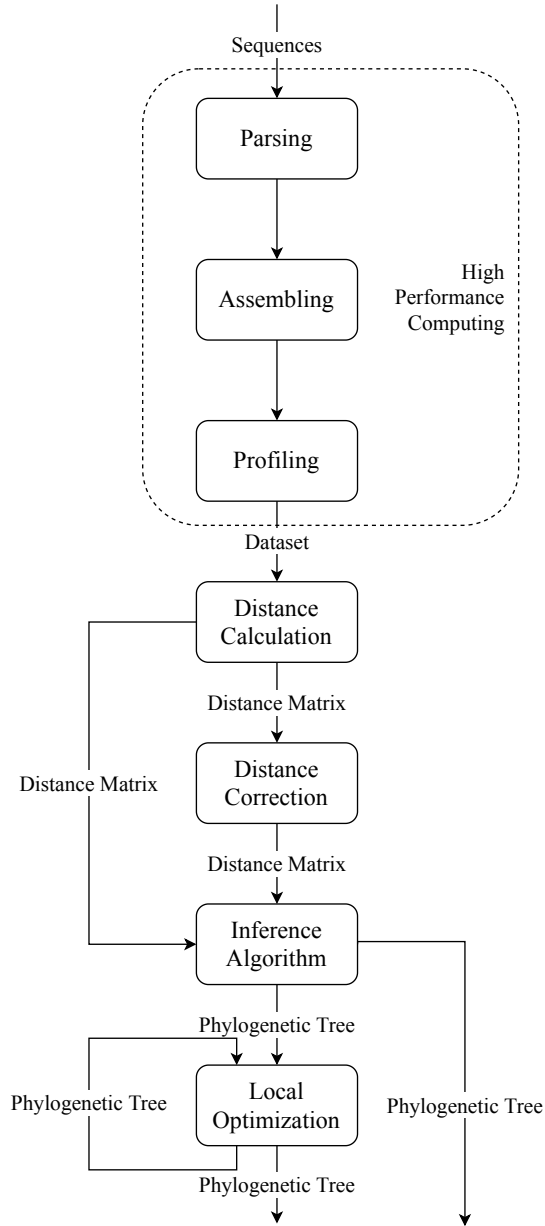 Sequences
Parsing
Assembling
High
Performance
Computing
Profiling
Dataset
Distance
Calculation
Distance Matrix
Distance Matrix
Distance
Correction
Distance Matrix
Inference
Algorithm
Phylogenetic Tree
Phylogenetic Tree
Local
Optimization
Phylogenetic Tree
Phylogenetic Tree